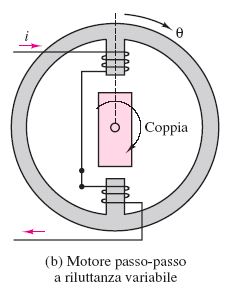 θ
i
Coppia
(b) Motore passo-passo
a riluttanza variabile